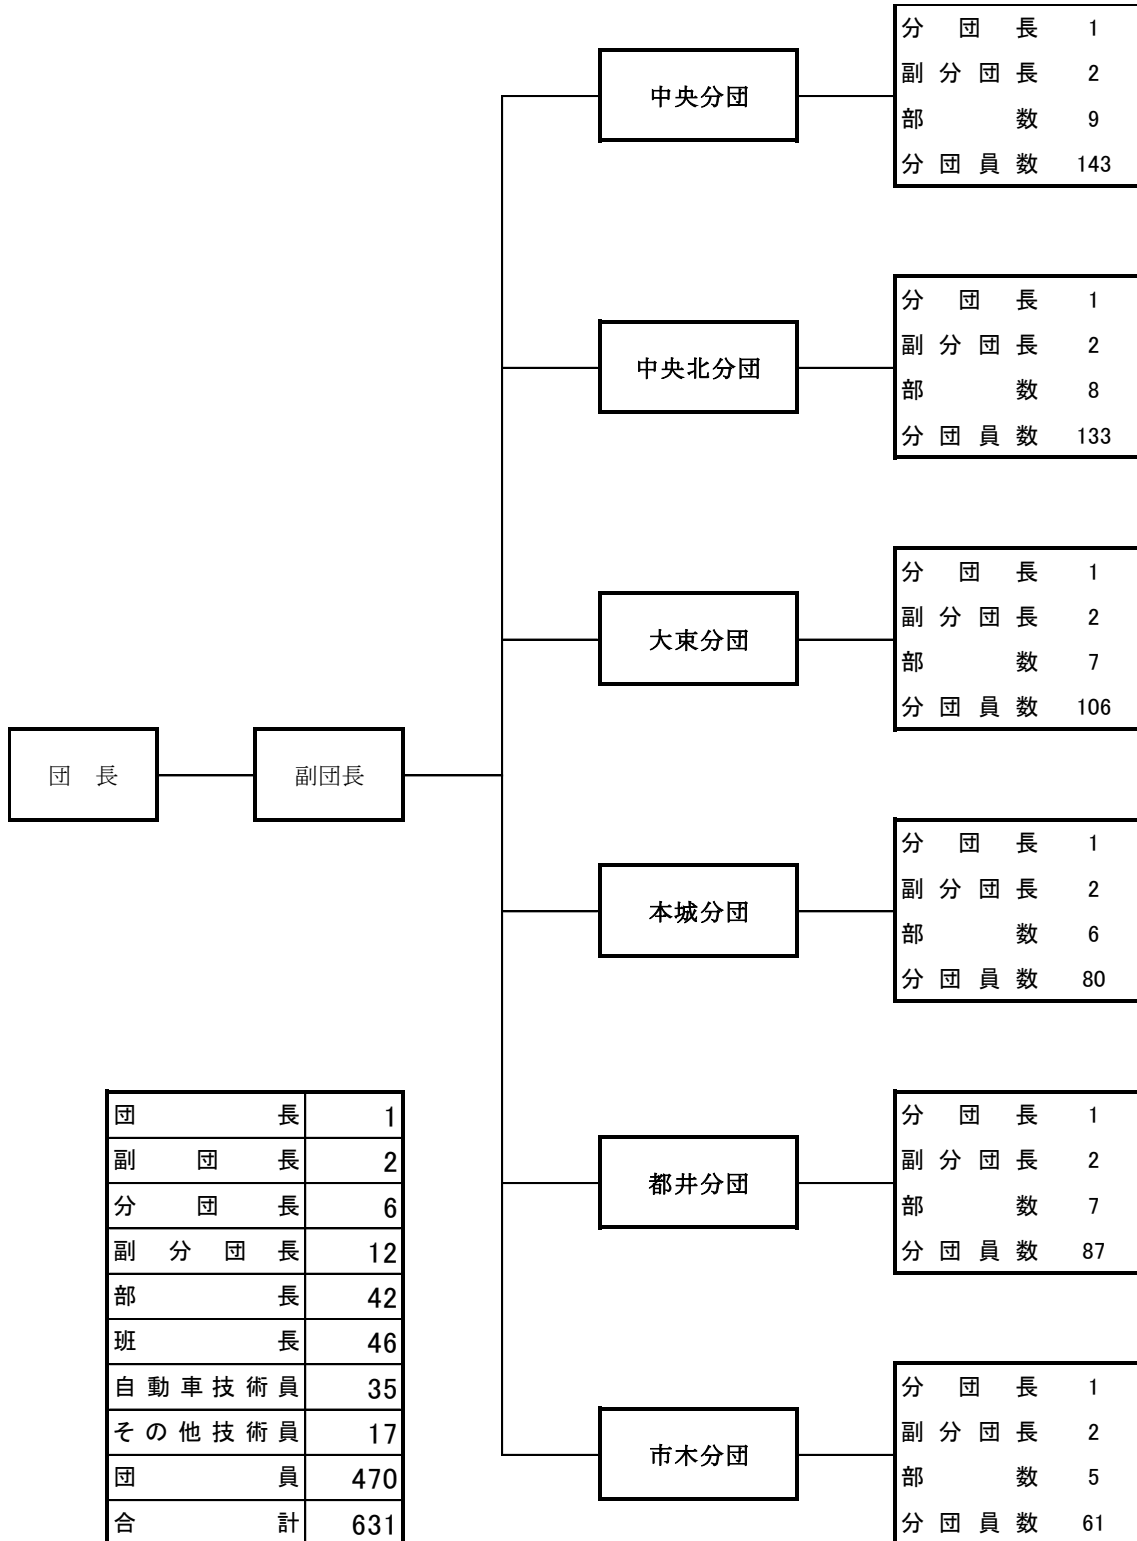 分団長 1
副分団長 2
部数 9
分団員数 143
中央分団
分団長 1
副分団長 2
部数 8
分団員数 133
中央北分団
分団長 1
副分団長 2
部数 7
分団員数 106
大束分団
団長
副団長
分団長 1
副分団長 2
部数 6
分団員数 80
本城分団
分団長 1
副分団長 2
部数 7
分団員数 87
都井分団
分団長 1
副分団長 2
部数 5
分団員数 61
市木分団
団長 1
副団長 2
分団長 6
副分団長 12
部長 42
班長 46
自動車技術員 35
その他技術員 17
団員 470
合計 631